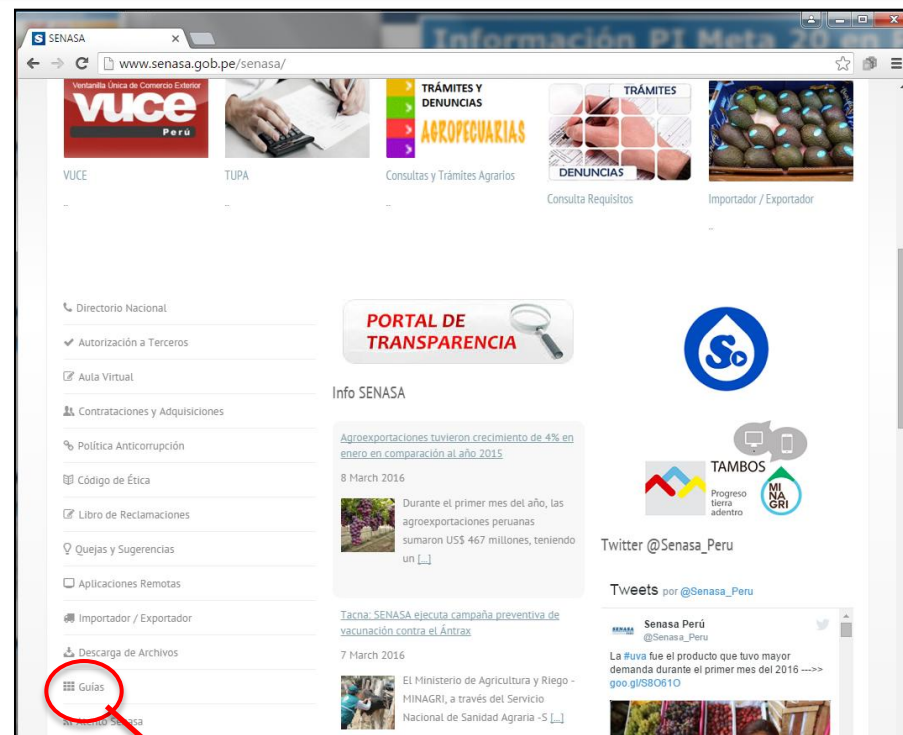 Información PI Meta 20 en
SENASA
www.senasa.gob.pe/senasa/
Ventanilla Única de Comercio Exterior
vuce
Perú
TRÁMITES Y
DENUNCIAS
AGROPECUARIAS
TRÁMITES
DENUNCIAS
VUCE
TUPA
Consultas y Trámites Agrarios
Consulta Requisitos
Importador / Exportador
Directorio Nacional
Autorización a Terceros
Aula Virtual
Contrataciones y Adquisiciones
Política Anticorrupción
Código de Ética
Libro de Reclamaciones
Quejas y Sugerencias
Aplicaciones Remotas
Importador / Exportador
Descarga de Archivos
Guías
Senasa
PORTAL DE
TRANSPARENCIA
Info SENASA
Agroexportaciones tuvieron crecimiento de 4% en
enero en comparación al año 2015
8 March 2016
Durante el primer mes del año, las
agroexportaciones peruanas
sumaron US$ 467 millones, teniendo
un [...]
Tacna: SENASA ejecuta campaña preventiva de
vacunación contra el Ántrax
7 March 2016
El Ministerio de Agricultura y Riego -
MINAGRI, a través del Servicio
Nacional de Sanidad Agraria -S [...]
So
TAMBOS
Progreso
tierra
adentro
MI
NA
GRI
Twitter @Senasa_Peru
Tweets por @Senasa_Peru
SENASA
Senasa Perú
@Senasa_Peru
La #uva fue el producto que tuvo mayor
demanda durante el primer mes del 2016 --->>
goo.gl/S8O61O